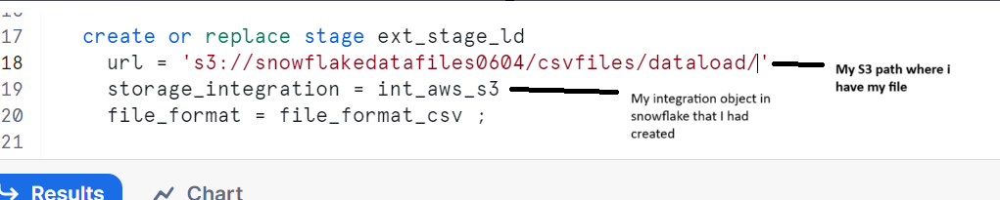 17 create or replace stage ext_stage_ld
18 url = 's3://snowflakedatafiles0604/csvfiles/dataload/'
My S3 path where i
have my file
19 storage_integration = int_aws_s3
My integration object in
snowflake that I had
created
20 file_format = file_format_csv ;
21
Results
Chart